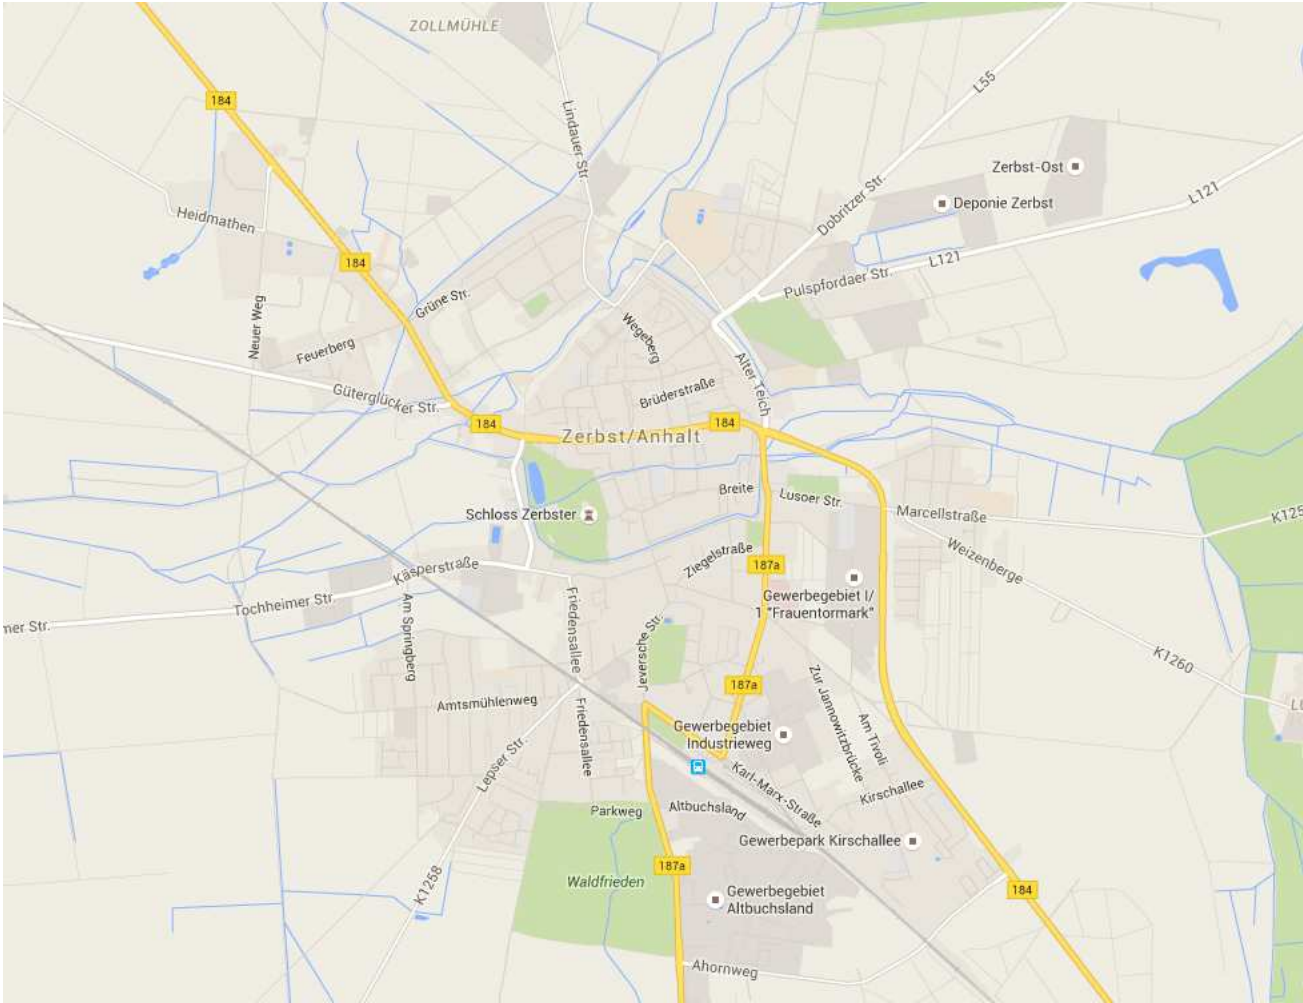 ZOLLMÜHLE
L55
184
Lindauer Str.
Zerbst-Ost
Deponie Zerbst
L121
Heidmathen
Dobritzer Str.
184
L121
Pulspfordaer Str.
Neuer Weg
Grüne Str.
Feuerberg
Wegeberg
Alter Teich
Güterglücker Str.
Brüderstraße
184
184
Zerbst/Anhalt
Breite
Lusoer Str.
Schloss Zerbster
Marcellstraße
K125
Ziegelstraße
Weizenberge
Käsperstraße
187a
Tochheimer Str.
Gewerbegebiet I/
1 "Frauentormark"
mer Str.
Am Springberg
Friedensallee
Jeversche Str.
K1260
187a
Zur Jannowitzbrücke
Amtsmühlenweg
Friedensallee
Am Tivoli
LU
Gewerbegebiet
Industrieweg
Lepser Str.
Karl-Marx-Straße
Kirschallee
Parkweg
Altbuchsland
Gewerbepark Kirschallee
187a
K1258
Waldfrieden
Gewerbegebiet
Altbuchsland
184
Ahornweg